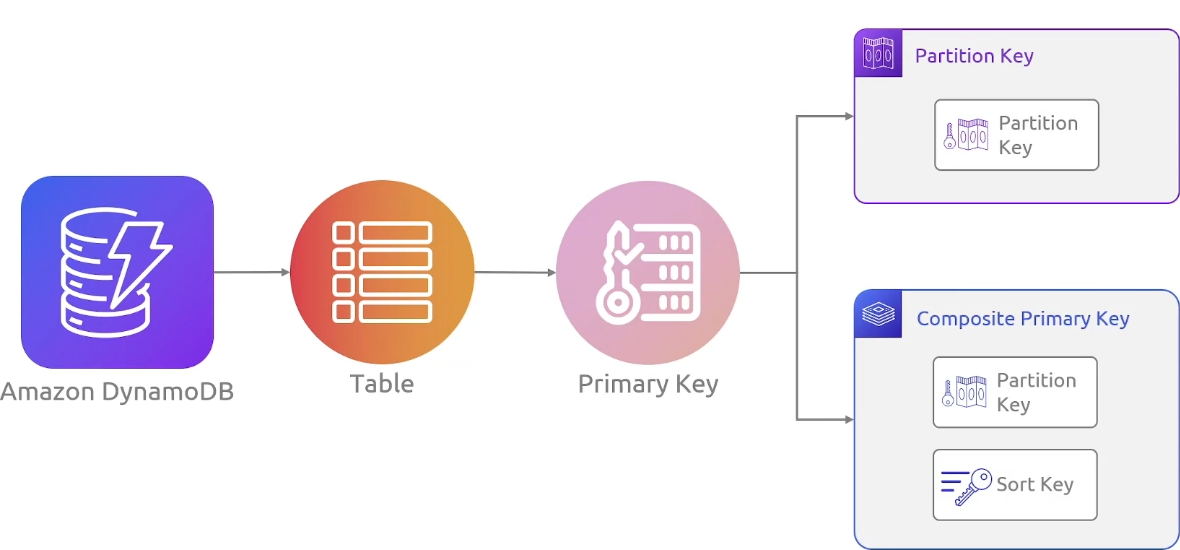 Amazon DynamoDB
Table
Primary Key
Partition Key
Partition
Key
Composite Primary Key
Partition
Key
Sort Key